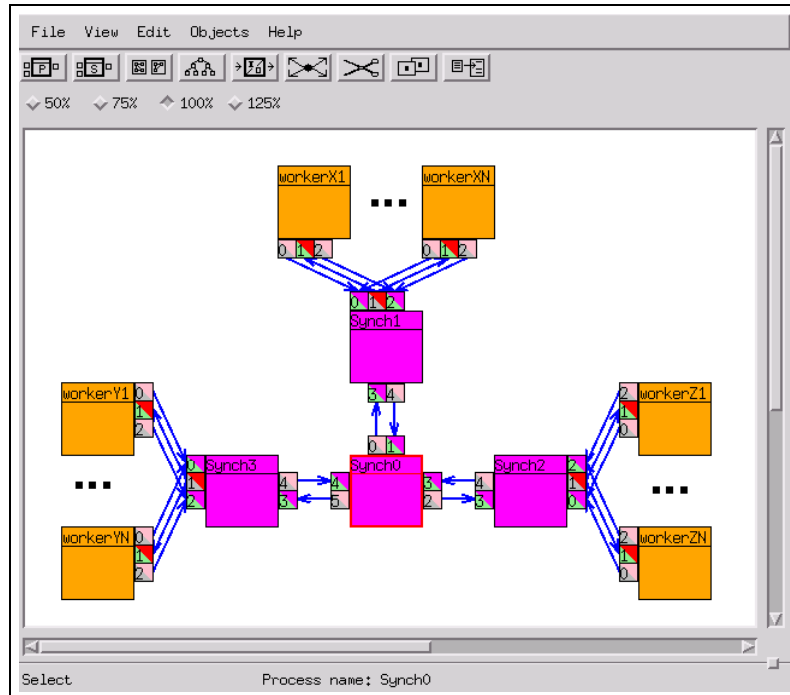 File View Edit Objects Help
P S I/O
50% 75% 100% 125%
workerX1 ... workerXN
0 1 2 0 1 2
0 1 2
Synch1
3 4
workerY1 0
1
2
workerZ1
2
1
0
0 1
Synch3
0
1
2
4
3
Synch0
4
5
3
2
Synch2
4
3
2
1
0
... ...
workerYN 0
1
2
workerZN
2
1
0
Select Process name: Synch0